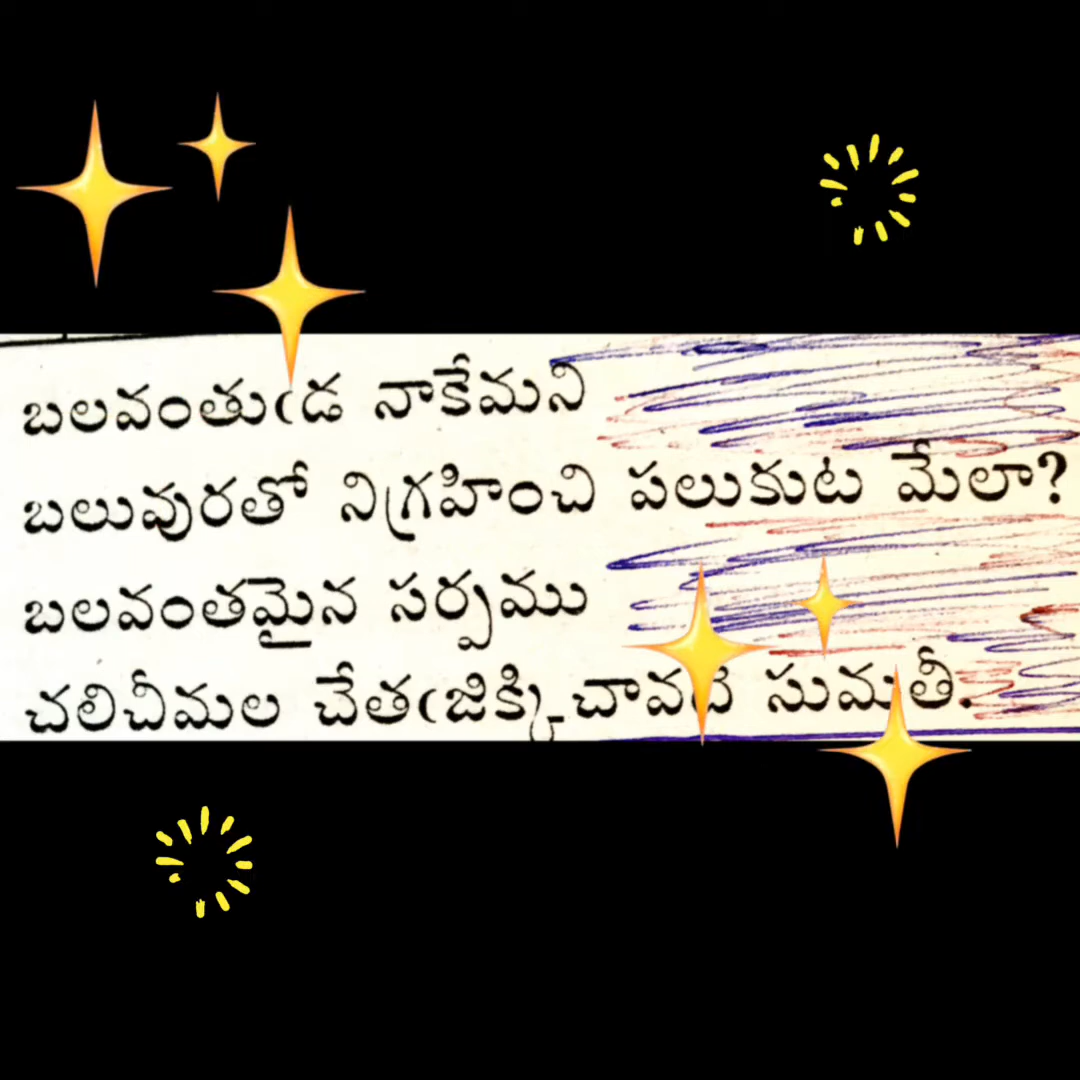 బలవంతుఁడ నాకేమని
బలువురతో నిగ్రహించి పలుకుట మేలా?
బలవంతమైన సర్పము
చలిచీమల చేతఁజిక్కి చావదె సుమతీ.